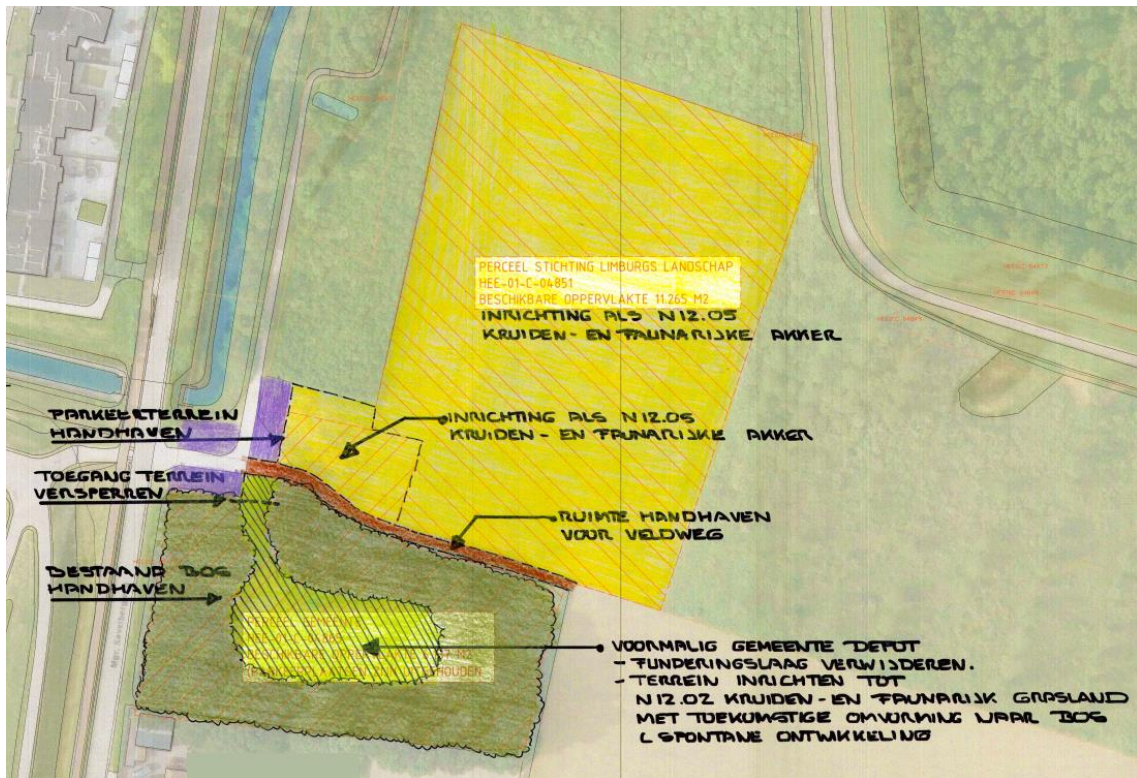 PERCEEL STICHTING LIMBURGS LANDSCHAP
HEE-01-C-04851
BESCHIKBARE OPPERVLAKTE 11.265 M2
INRICHTING ALS N12.05
KRUIDEN- EN FAUNARIJKE AKKER
PARKEERTERREIN
HANDHAVEN
INRICHTING ALS N12.05
KRUIDEN- EN FAUNARIJKE AKKER
TOEGANG TERREIN
VERSPERREN
RUIMTE HANDHAVEN
VOOR VELDWEG
BESTAAND BOS
HANDHAVEN
PERCEEL GEMEENTE
VOORMALIG GEMEENTE DEPOT
- FUNDERINGSLAAG VERWIJDEREN.
- TERREIN INRICHTEN TOT
N12.02 KRUIDEN- EN FAUNARIJK GRASLAND
MET TOEKOMSTIGE OMVORMING NAAR BOS
( SPONTANE ONTWIKKELING